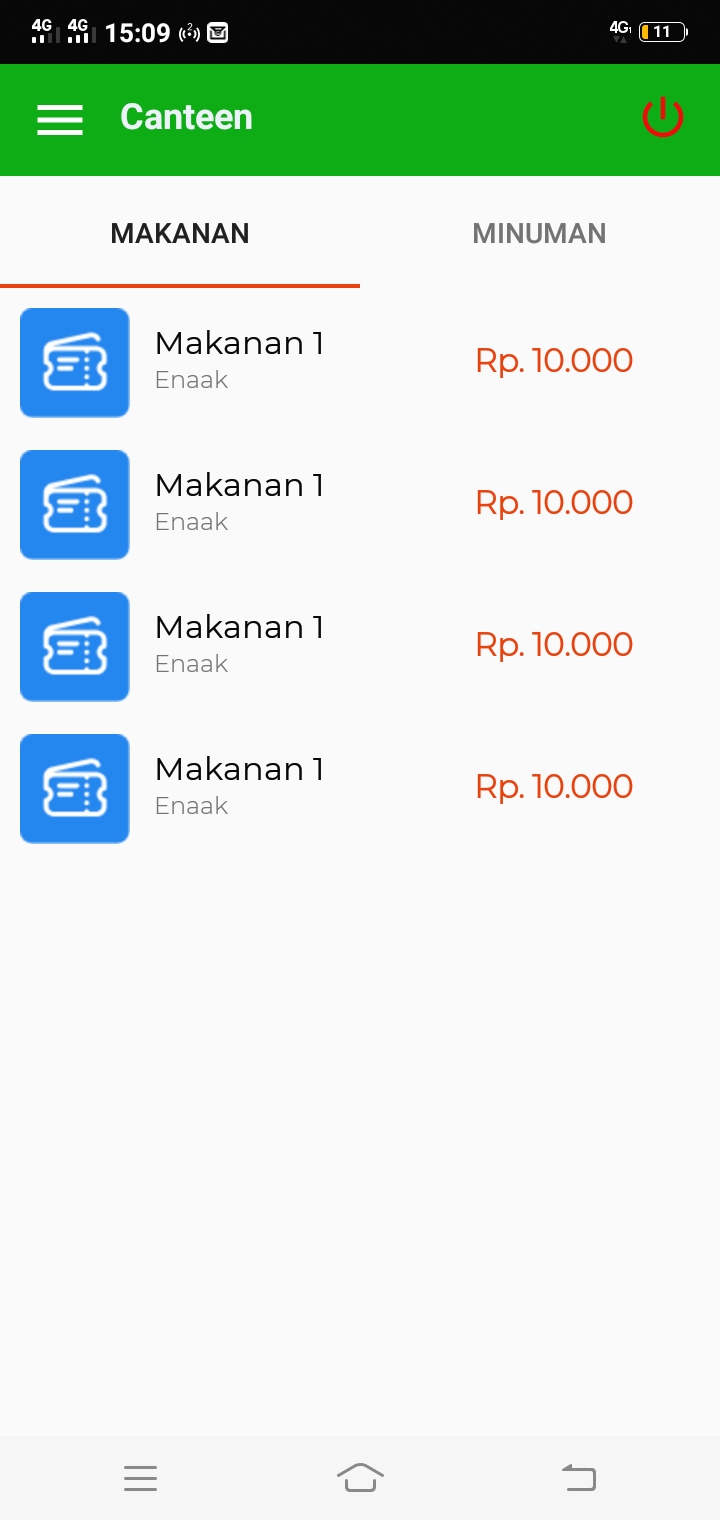 4G 4G 15:09 2 4G 11
Canteen
MAKANAN MINUMAN
Makanan 1
Enaak
Rp. 10.000
Makanan 1
Enaak
Rp. 10.000
Makanan 1
Enaak
Rp. 10.000
Makanan 1
Enaak
Rp. 10.000